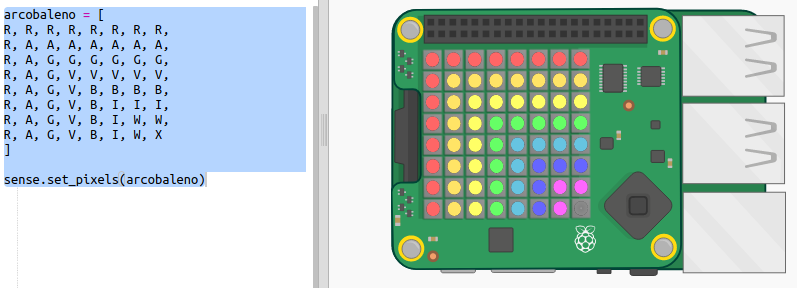 arcobaleno = [
R, R, R, R, R, R, R, R,
R, A, A, A, A, A, A, A,
R, A, G, G, G, G, G, G,
R, A, G, V, V, V, V, V,
R, A, G, V, B, B, B, B,
R, A, G, V, B, I, I, I,
R, A, G, V, B, I, W, W,
R, A, G, V, B, I, W, X
]
sense.set_pixels(arcobaleno)